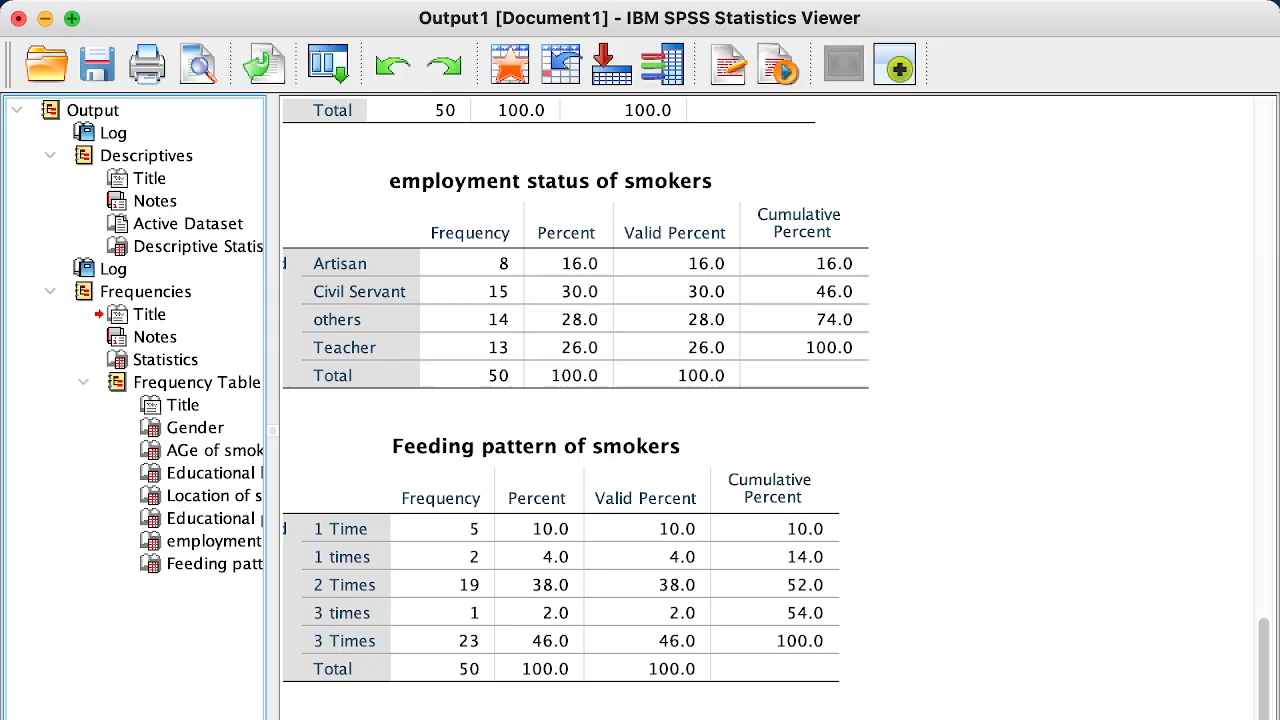 Output1 [Document1] - IBM SPSS Statistics Viewer
Output
Log
Descriptives
Title
Notes
Active Dataset
Descriptive Statis
Log
Frequencies
Title
Notes
Statistics
Frequency Table
Title
Gender
AGe of smok
Educational l
Location of s
Educational p
employment
Feeding patt
Total 50 100.0 100.0
employment status of smokers
Frequency Percent Valid Percent Cumulative Percent
d Artisan 8 16.0 16.0 16.0
Civil Servant 15 30.0 30.0 46.0
others 14 28.0 28.0 74.0
Teacher 13 26.0 26.0 100.0
Total 50 100.0 100.0
Feeding pattern of smokers
Frequency Percent Valid Percent Cumulative Percent
d 1 Time 5 10.0 10.0 10.0
1 times 2 4.0 4.0 14.0
2 Times 19 38.0 38.0 52.0
3 times 1 2.0 2.0 54.0
3 Times 23 46.0 46.0 100.0
Total 50 100.0 100.0